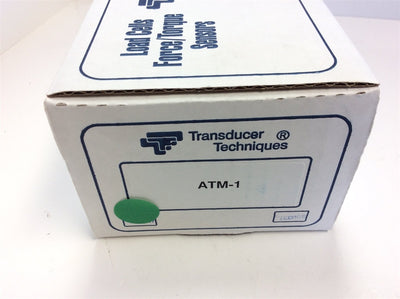 Load Cells
Force/Torque
Sensors
Transducer ®
Techniques
ATM-1